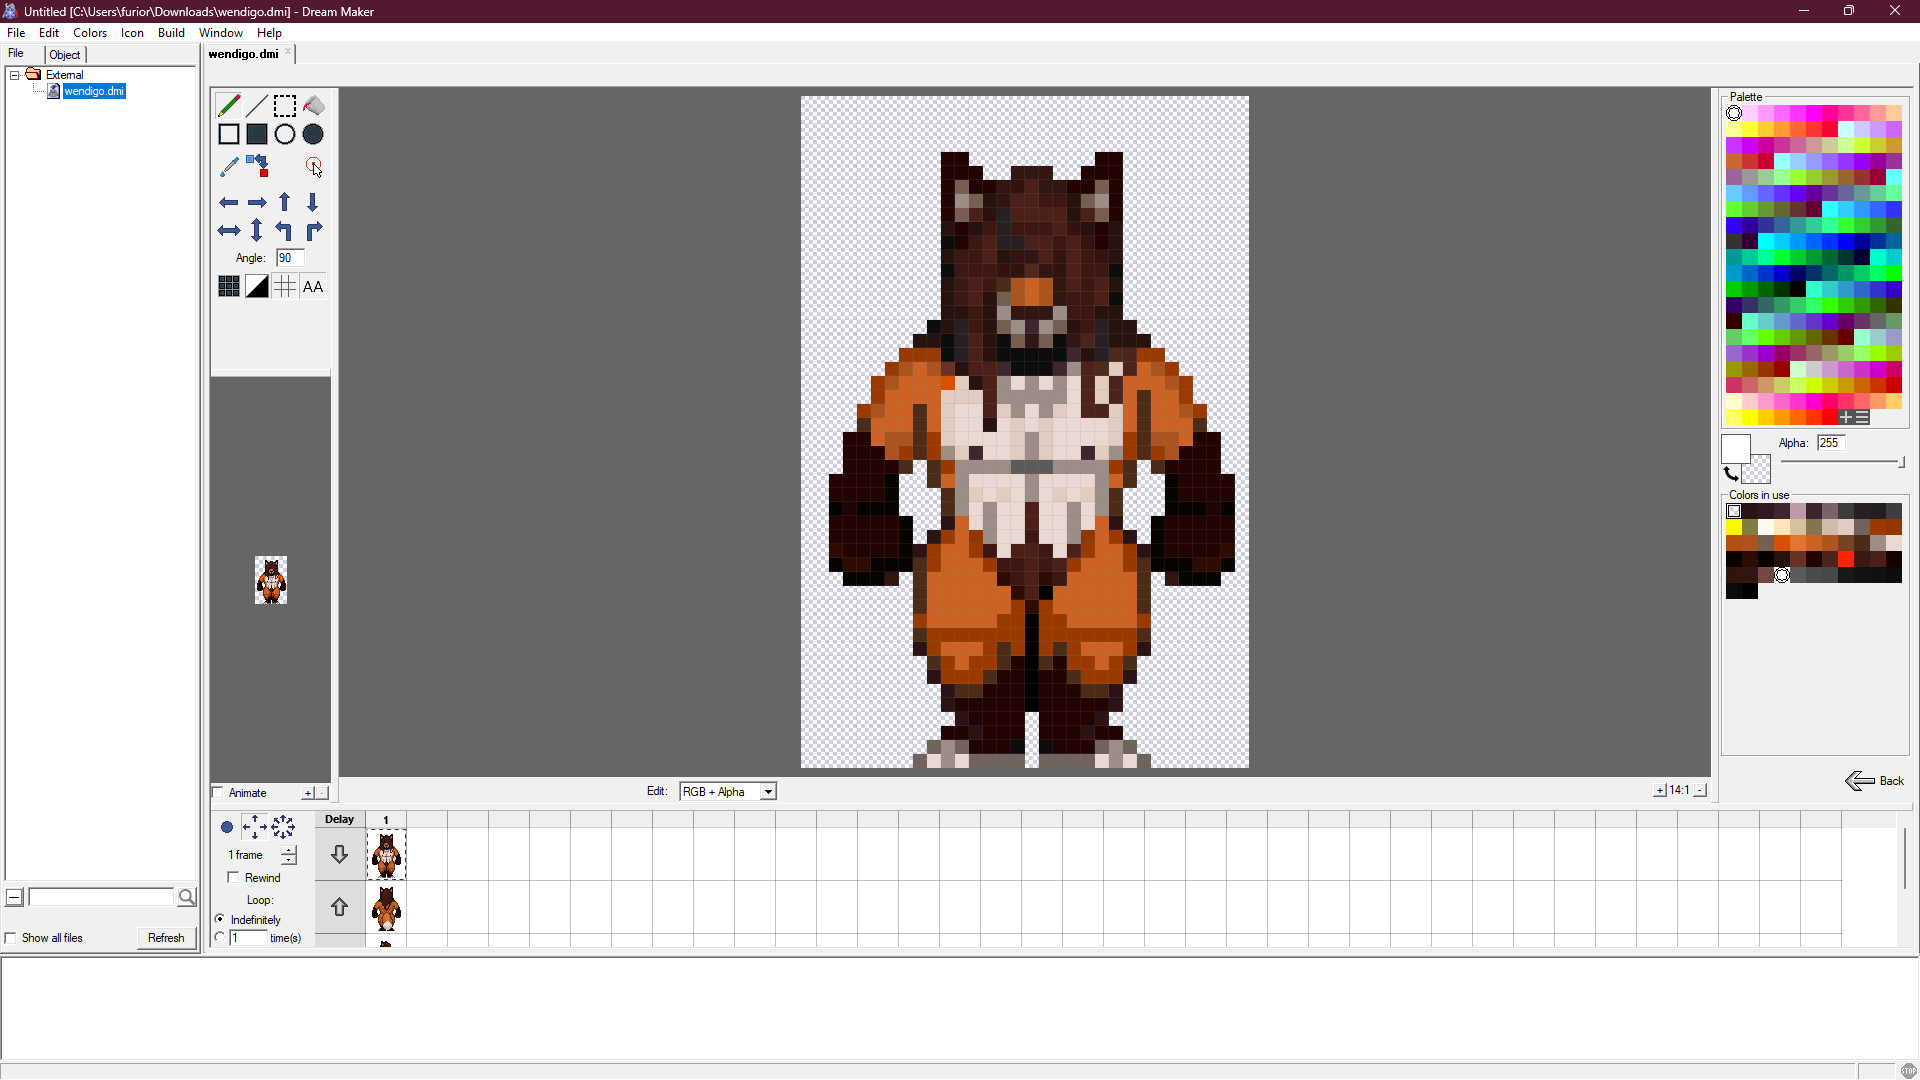 Untitled [C:\Users\furior\Downloads\wendigo.dmi] - Dream Maker
File Edit Colors Icon Build Window Help
File Object
wendigo.dmi
External
wendigo.dmi
Palette
Angle: 90
AA
Alpha: 255
Colors in use
Back
Animate + -
Edit: RGB + Alpha
+ 14:1 -
Delay 1
1 frame
Rewind
Loop:
Indefinitely
1 time(s)
Show all files Refresh
STOP